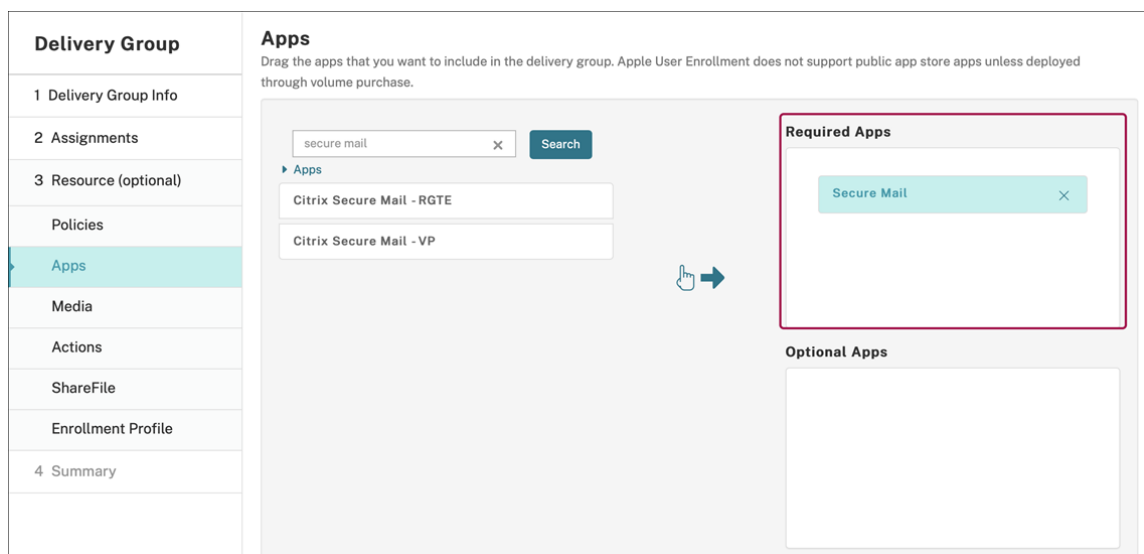 Delivery Group
1 Delivery Group Info
2 Assignments
3 Resource (optional)
Policies
Apps
Media
Actions
ShareFile
Enrollment Profile
4 Summary
Apps
Drag the apps that you want to include in the delivery group. Apple User Enrollment does not support public app store apps unless deployed
through volume purchase.
secure mail
Search
Apps
Citrix Secure Mail - RGTE
Citrix Secure Mail - VP
Required Apps
Secure Mail
Optional Apps